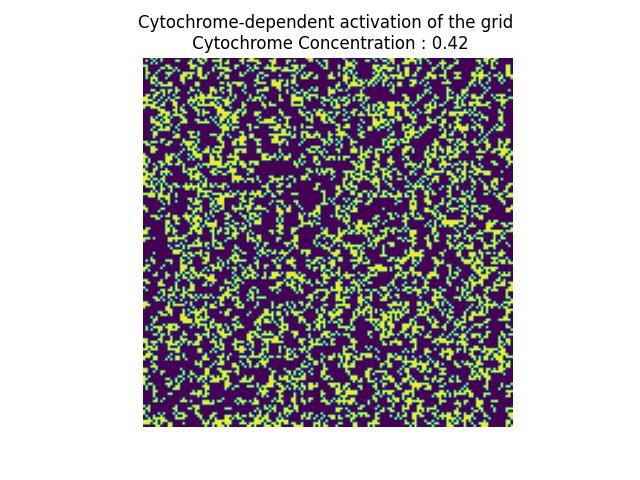 Cytochrome-dependent activation of the grid
Cytochrome Concentration : 0.42